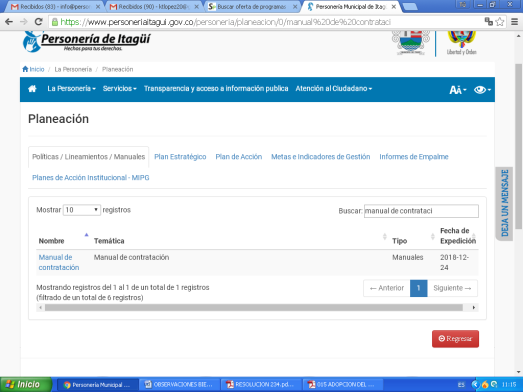 Recibidos (03) - info@perso
Recibidos (90) - ktlopez206
Buscar oferta de programa
Personería Municipal de Itag
https://www.personeriaitagui.gov.co/personeria/planeacion/0/manual%20de%20contrataci
Personería de Itagüí
Hechos para tus derechos.
Libertad y Orden
Inicio / La Personería / Planeación
La Personería Servicios Transparencia y acceso a información publica Atención al Ciudadano
Planeación
Políticas / Lineamientos / Manuales Plan Estratégico Plan de Acción Metas e Indicadores de Gestión Informes de Empalme
Planes de Acción Institucional - MIPG
DEJA UN MENSAJE
Mostrar 10 registros Buscar: manual de contrataci
Nombre Temática Tipo Fecha de
Expedición
Manual de Manual de contratación Manuales 2018-12-
contratación 24
Mostrando registros del 1 al 1 de un total de 1 registros
(filtrado de un total de 6 registros)
← Anterior 1 Siguiente →
Regresar
Inicio Personería Municipal ... OBSERVACIONES BIE... RESOLUCION 234.pd... 015 ADOPCION DEL ... ES 11:15